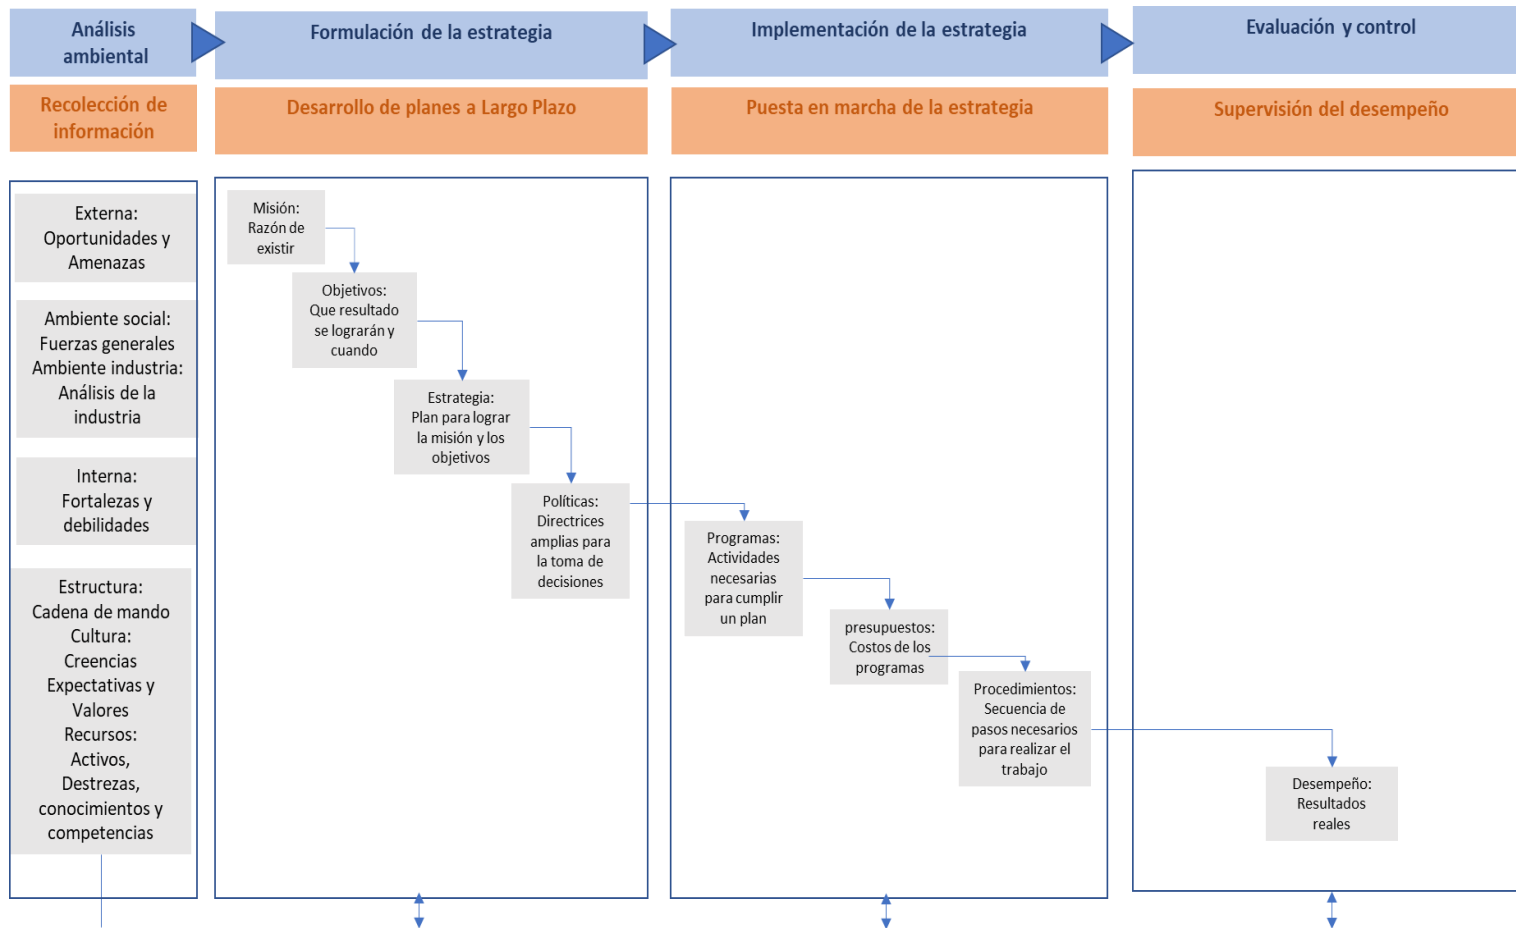 Análisis
ambiental
Formulación de la estrategia
Implementación de la estrategia
Evaluación y control
Recolección de
información
Desarrollo de planes a Largo Plazo
Puesta en marcha de la estrategia
Supervisión del desempeño
Externa:
Oportunidades y
Amenazas
Ambiente social:
Fuerzas generales
Ambiente industria:
Análisis de la
industria
Interna:
Fortalezas y
debilidades
Estructura:
Cadena de mando
Cultura:
Creencias
Expectativas y
Valores
Recursos:
Activos,
Destrezas,
conocimientos y
competencias
Misión:
Razón de
existir
Objetivos:
Que resultado
se lograrán y
cuando
Estrategia:
Plan para lograr
la misión y los
objetivos
Políticas:
Directrices
amplias para
la toma de
decisiones
Programas:
Actividades
necesarias
para cumplir
un plan
presupuestos:
Costos de los
programas
Procedimientos:
Secuencia de
pasos necesarios
para realizar el
trabajo
Desempeño:
Resultados
reales